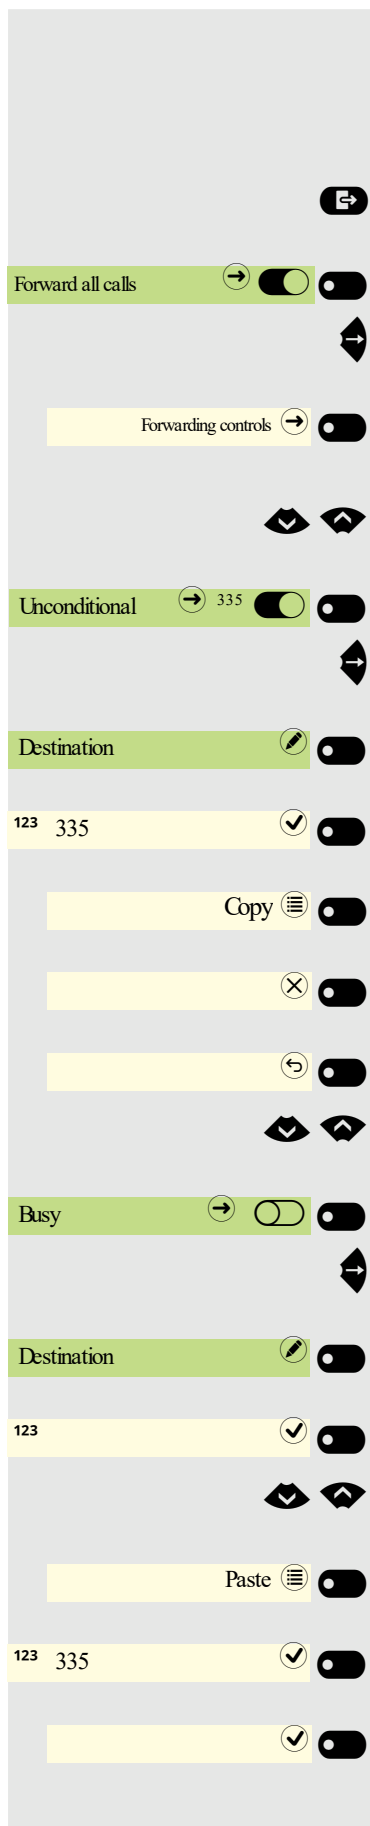 Forward all calls
Forwarding controls
Unconditional 335
Destination
123 335
Copy
Busy
Destination
123
Paste
123 335